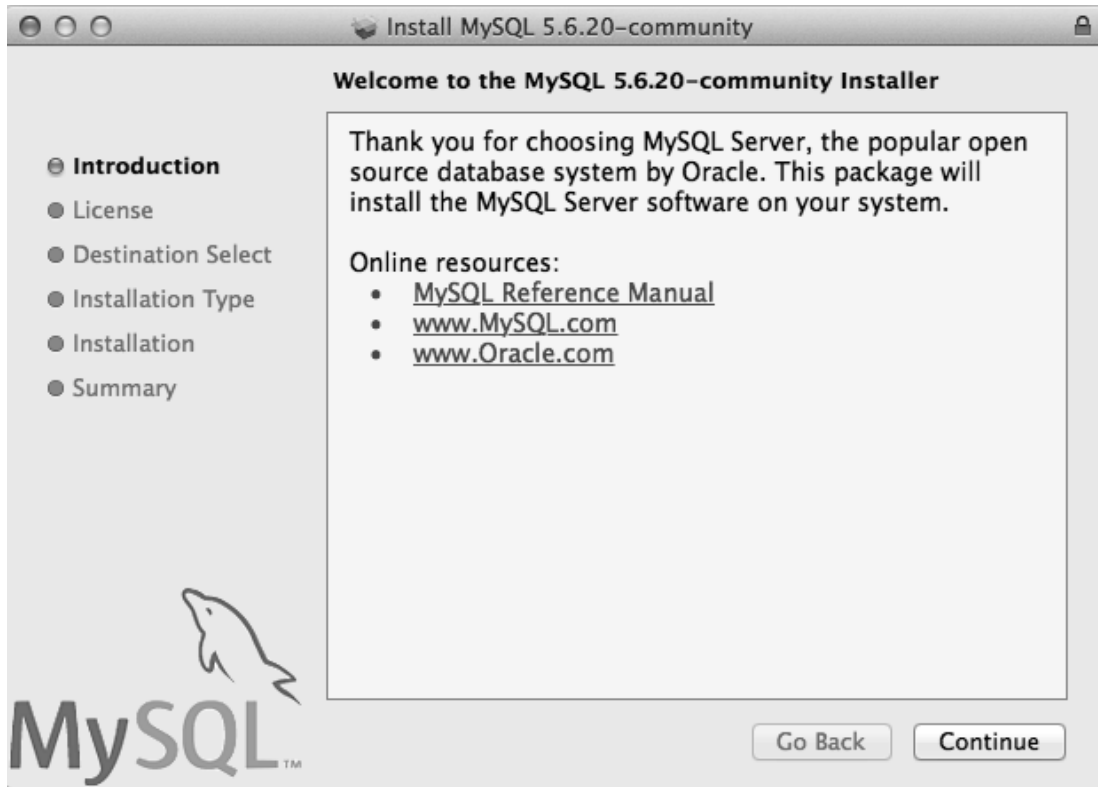 Install MySQL 5.6.20-community
Welcome to the MySQL 5.6.20-community Installer
Introduction
License
Destination Select
Installation Type
Installation
Summary
Thank you for choosing MySQL Server, the popular open
source database system by Oracle. This package will
install the MySQL Server software on your system.
Online resources:
• MySQL Reference Manual
• www.MySQL.com
• www.Oracle.com
MySQL™
Go Back
Continue